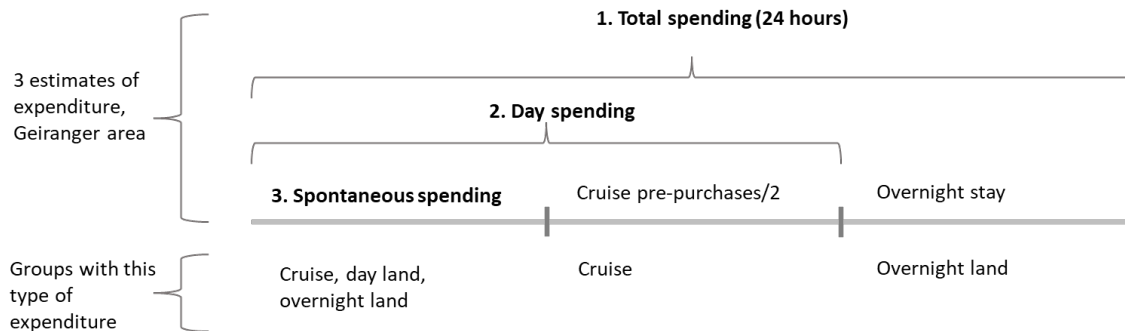 1. Total spending (24 hours)
3 estimates of
expenditure,
Geiranger area
2. Day spending
3. Spontaneous spending
Cruise pre-purchases/2
Overnight stay
Groups with this
type of
expenditure
Cruise, day land,
overnight land
Cruise
Overnight land